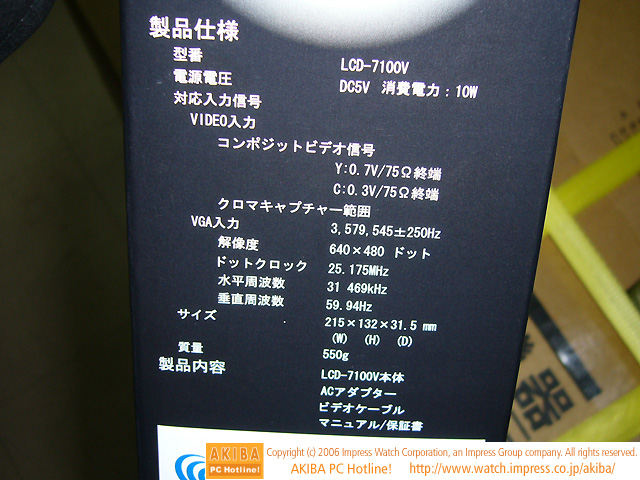 製品仕様
型番 LCD-7100V
電源電圧 DC5V 消費電力：10W
対応入力信号
VIDEO入力
コンポジットビデオ信号
Y:0.7V/75Ω終端
C:0.3V/75Ω終端
クロマキャプチャー範囲
3,579,545±250Hz
VGA入力
解像度 640×480 ドット
ドットクロック 25.175MHz
水平周波数 31 469kHz
垂直周波数 59.94Hz
サイズ 215×132×31.5 mm
(W) (H) (D)
質量 550g
製品内容 LCD-7100V本体
ACアダプター
ビデオケーブル
マニュアル/保証書
器
AKIBA PC Hotline!
Copyright (c) 2006 Impress Watch Corporation, an Impress Group company. All rights reserved.
AKIBA PC Hotline! http://www.watch.impress.co.jp/akiba/